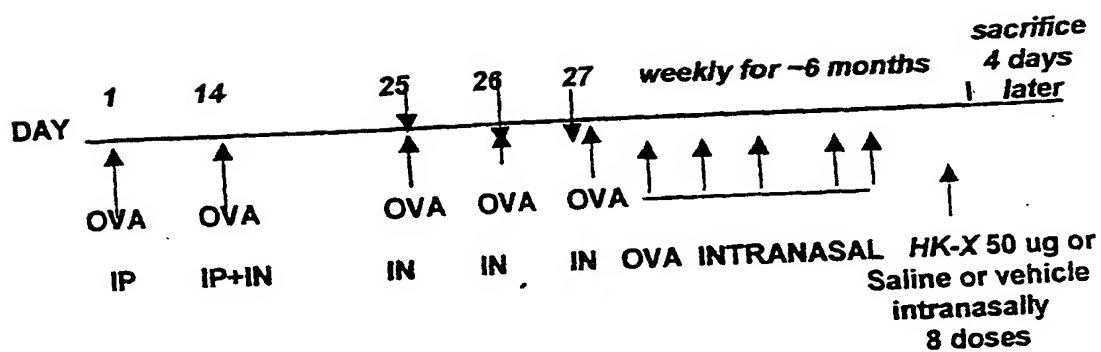 sacrifice
4 days
later
1 14 25 26 27 weekly for ~6 months
DAY
OVA OVA OVA OVA OVA
IP IP+IN IN IN IN OVA INTRANASAL HK-X 50 ug or
Saline or vehicle
intranasally
8 doses